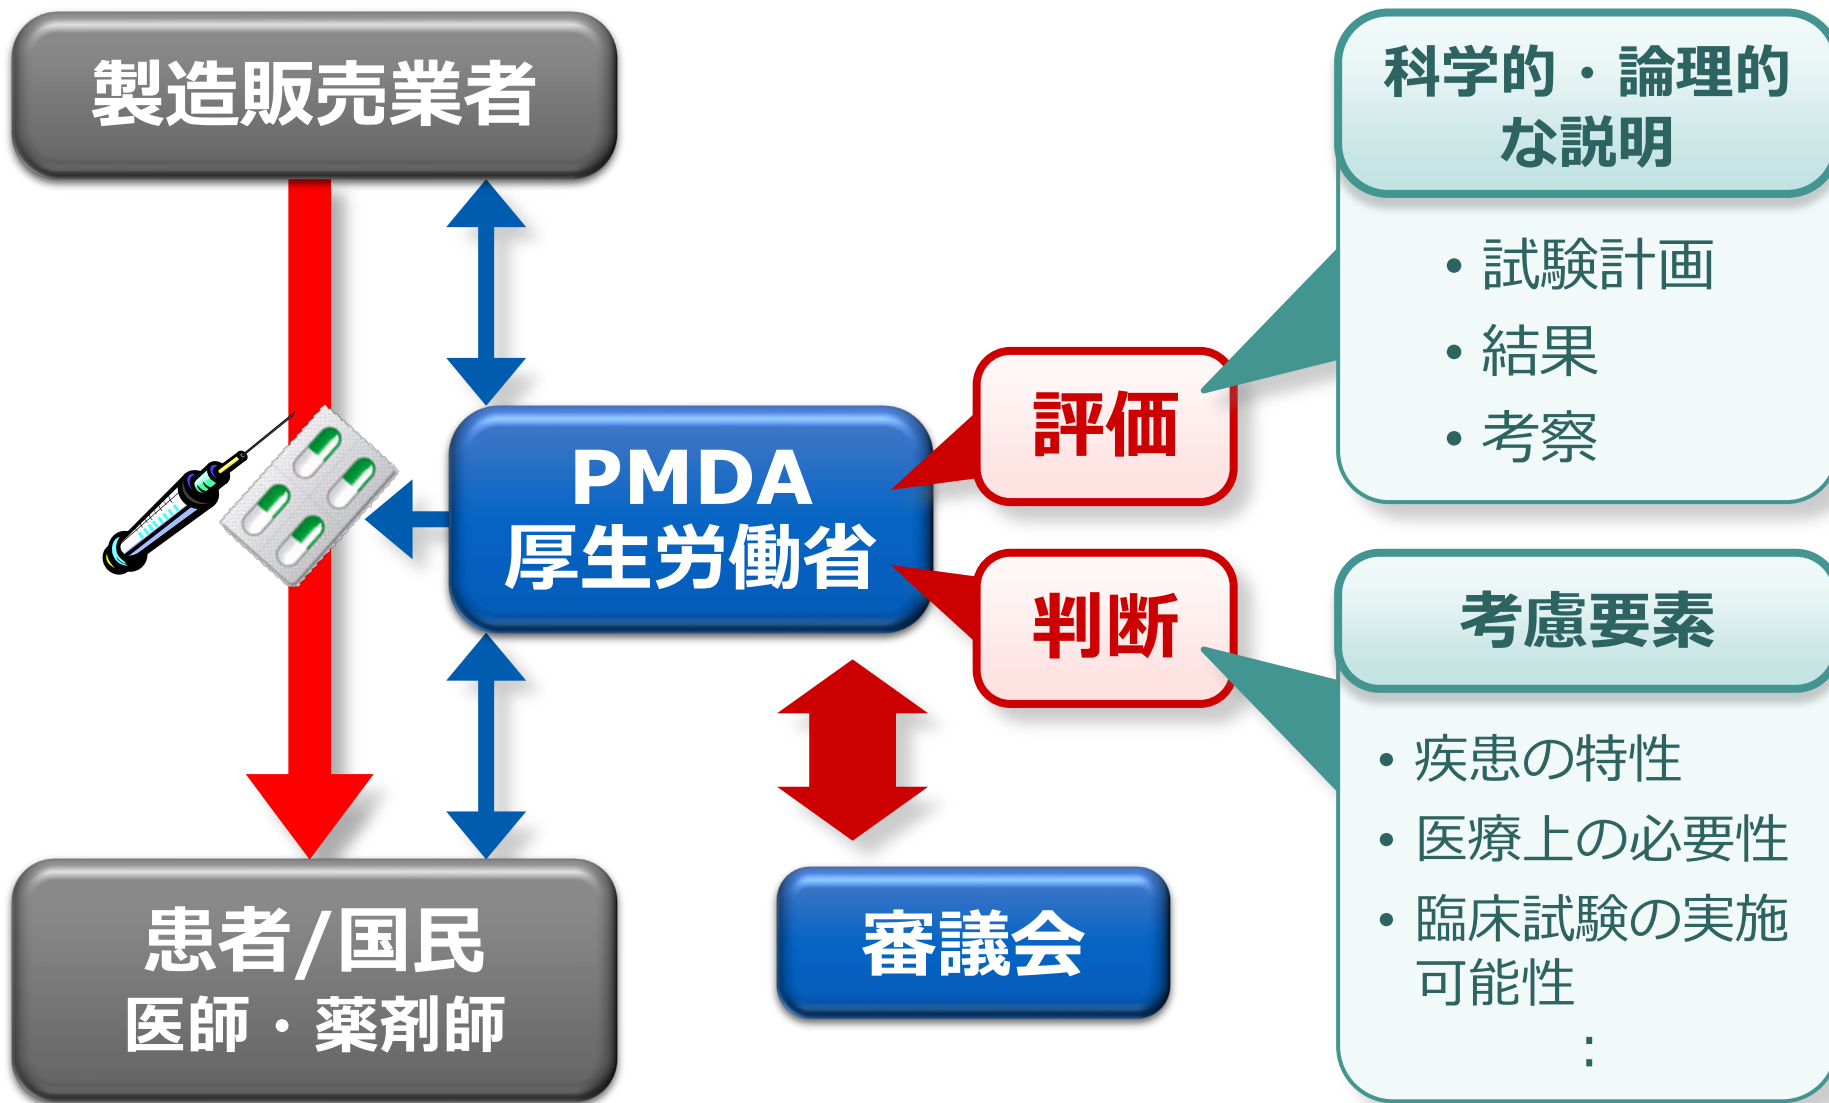 製造販売業者
PMDA
厚生労働省
患者/国民
医師・薬剤師
審議会
評価
判断
科学的・論理的
な説明
• 試験計画
• 結果
• 考察
考慮要素
• 疾患の特性
• 医療上の必要性
• 臨床試験の実施
可能性
: